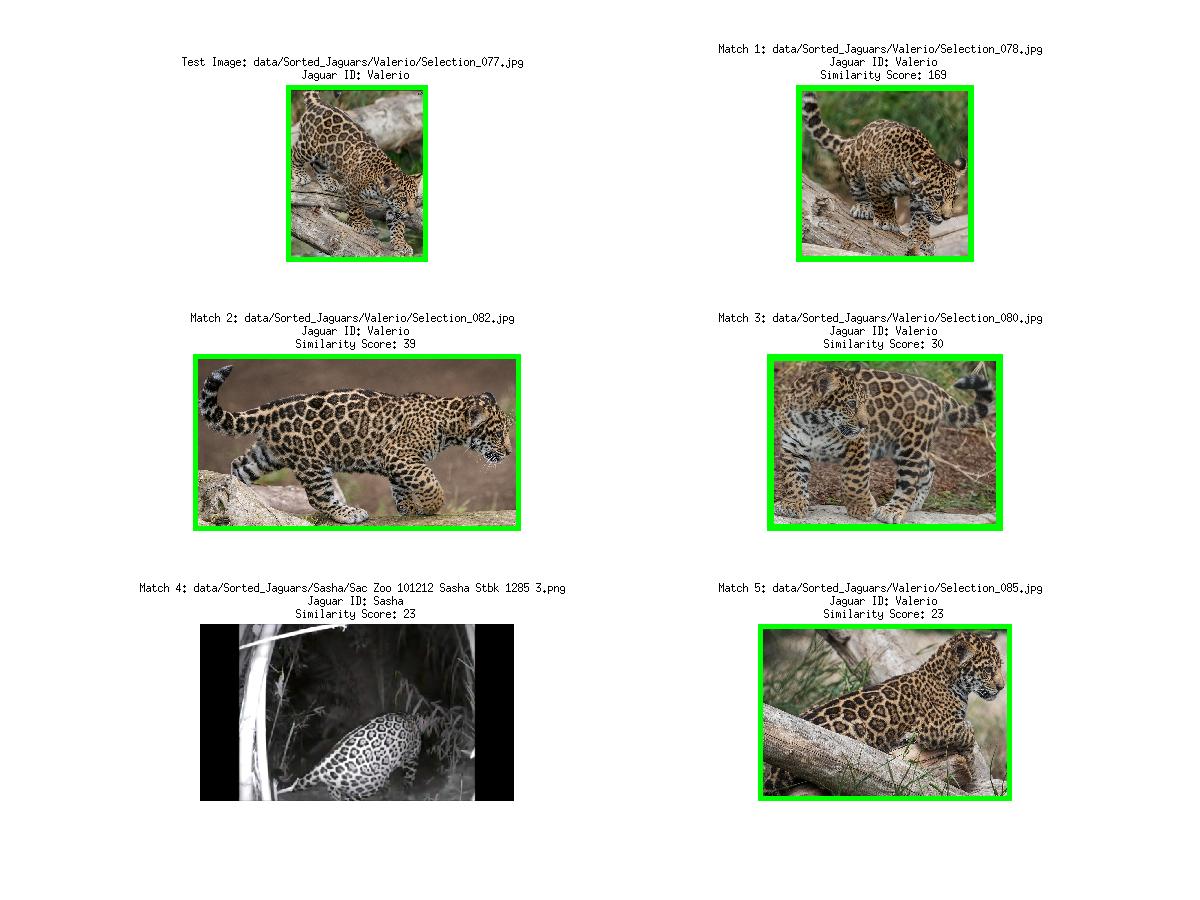 Test Image: data/Sorted_Jaguars/Valerio/Selection_077.jpg
Jaguar ID: Valerio
Match 1: data/Sorted_Jaguars/Valerio/Selection_078.jpg
Jaguar ID: Valerio
Similarity Score: 169
Match 2: data/Sorted_Jaguars/Valerio/Selection_082.jpg
Jaguar ID: Valerio
Similarity Score: 39
Match 3: data/Sorted_Jaguars/Valerio/Selection_080.jpg
Jaguar ID: Valerio
Similarity Score: 30
Match 4: data/Sorted_Jaguars/Sasha/Sac Zoo 101212 Sasha Stbk 1285 3.png
Jaguar ID: Sasha
Similarity Score: 23
Match 5: data/Sorted_Jaguars/Valerio/Selection_085.jpg
Jaguar ID: Valerio
Similarity Score: 23